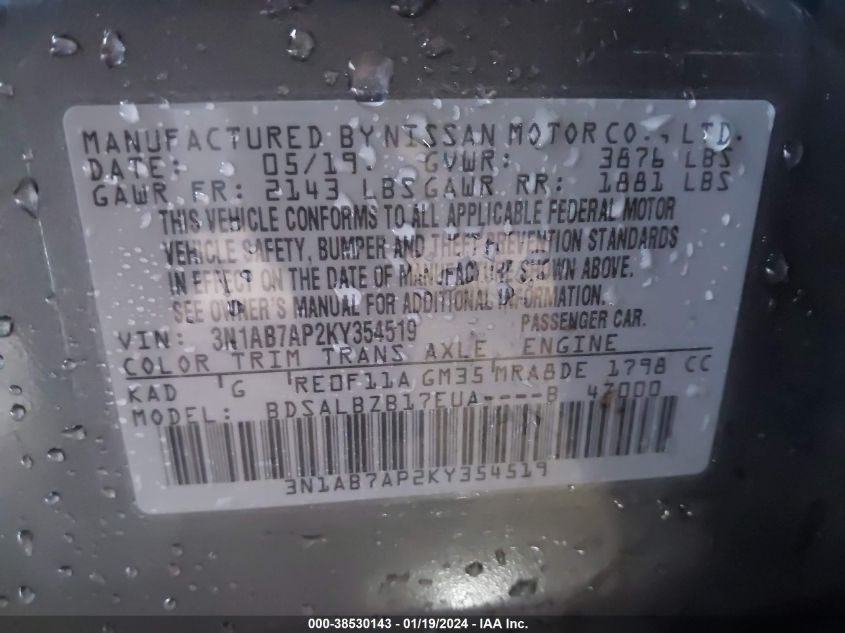 MANUFACTURED BY NISSAN MOTOR CO., LTD.
DATE: 05/19. GVWR: 3876 LBS
GAWR FR: 2143 LBS GAWR RR: 1881 LBS
THIS VEHICLE CONFORMS TO ALL APPLICABLE FEDERAL MOTOR
VEHICLE SAFETY, BUMPER AND THEFT PREVENTION STANDARDS
IN EFFECT ON THE DATE OF MANUFACTURE SHOWN ABOVE.
SEE OWNER'S MANUAL FOR ADDITIONAL INFORMATION.
VIN: 3N1AB7AP2KY354519 PASSENGER CAR.
COLOR TRIM TRANS AXLE ENGINE
KAD G RE0F11A GM35 MRA8DE 1798 CC
MODEL: BDSALBZB17EUA----B 47000
3N1AB7AP2KY354519
000-38530143 - 01/19/2024 - IAA Inc.